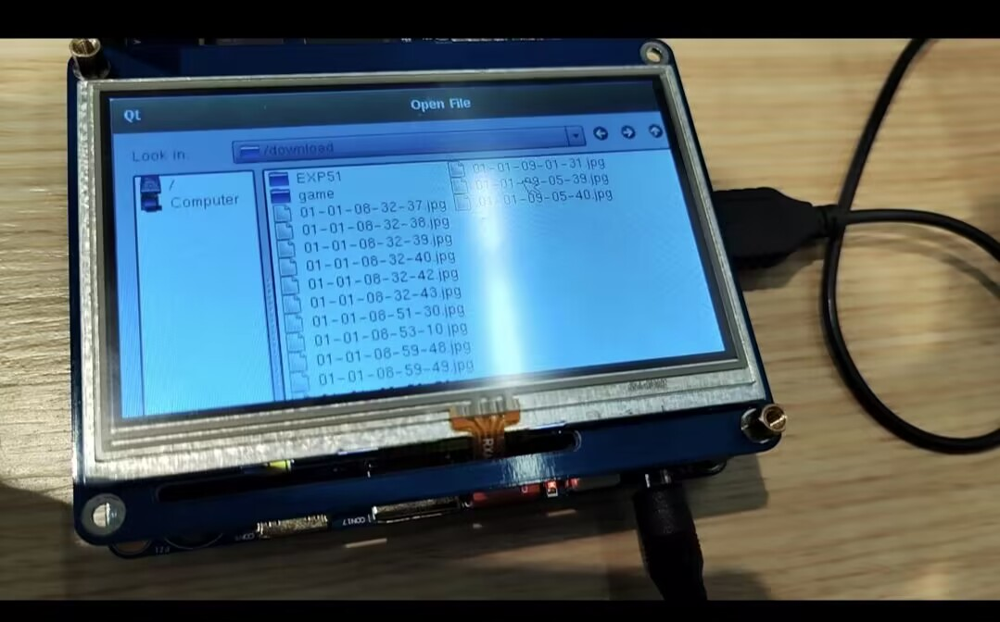 Qt
Open File
Look in:
/download
/
Computer
EXP51
game
01-01-08-32-37.jpg
01-01-08-32-38.jpg
01-01-08-32-39.jpg
01-01-08-32-40.jpg
01-01-08-32-42.jpg
01-01-08-32-43.jpg
01-01-08-51-30.jpg
01-01-08-53-10.jpg
01-01-08-59-48.jpg
01-01-08-59-49.jpg
01-01-09-01-31.jpg
01-01-09-05-39.jpg
01-01-09-05-40.jpg
CON17